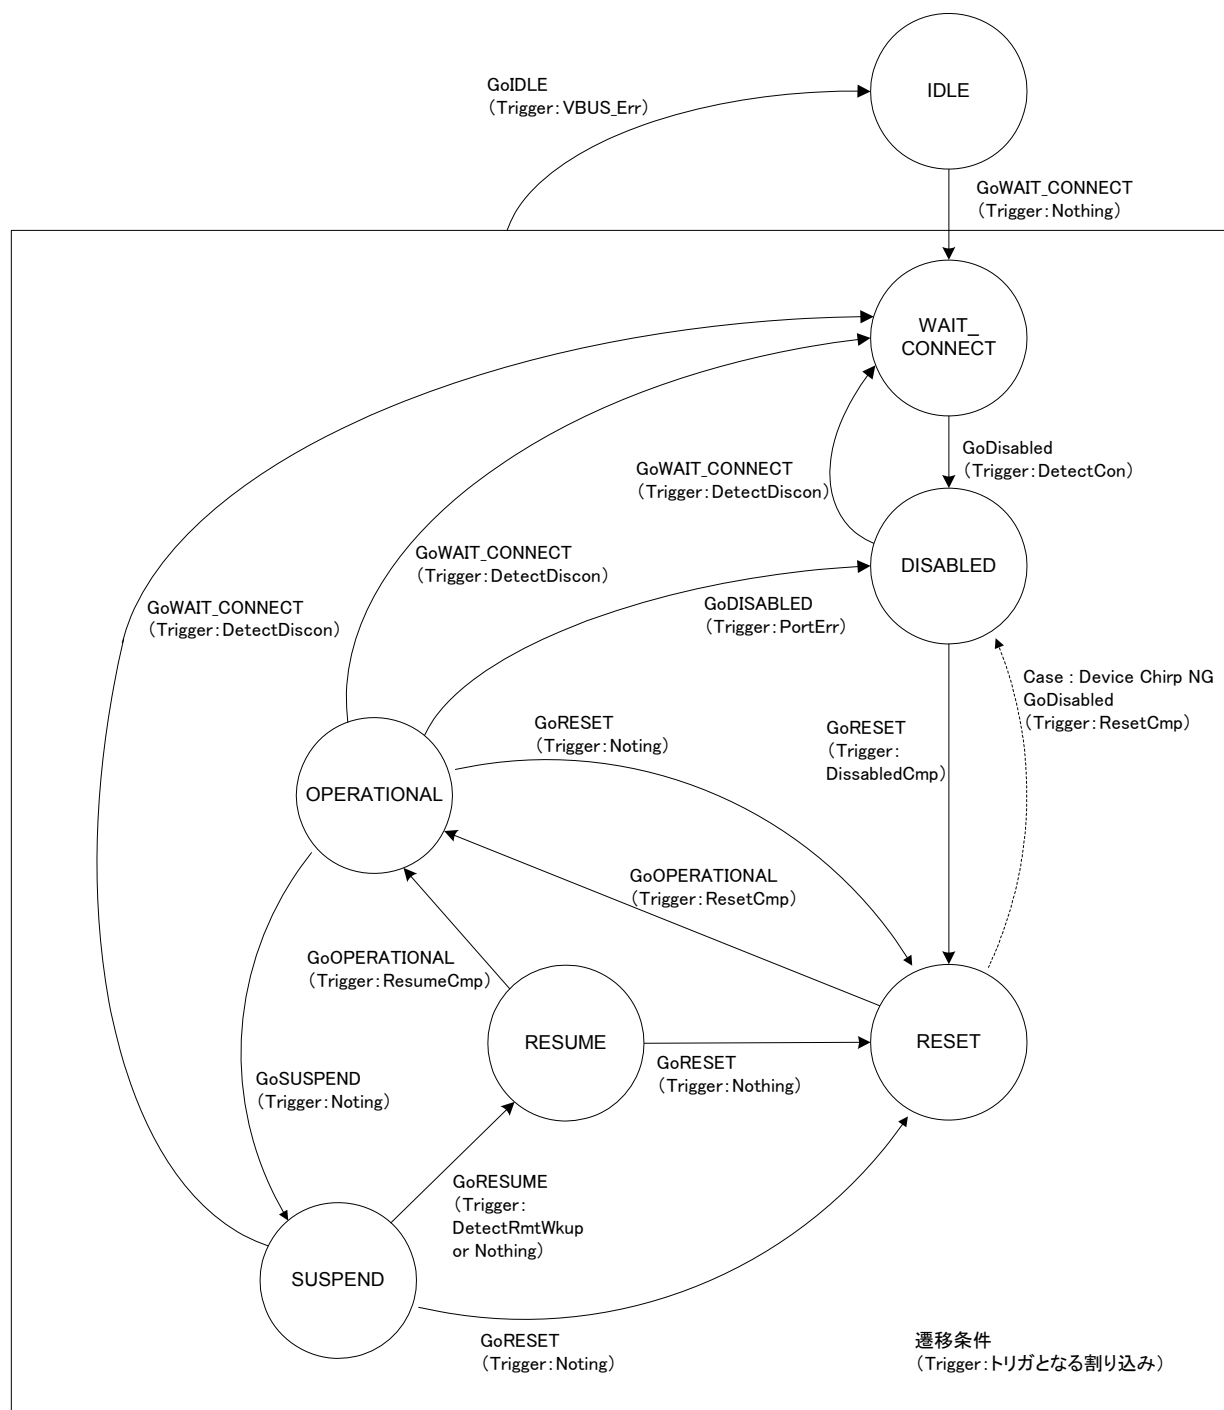 IDLE
GoIDLE
(Trigger:VBUS_Err)
GoWAIT_CONNECT
(Trigger:Nothing)
WAIT_
CONNECT
GoDisabled
(Trigger:DetectCon)
GoWAIT_CONNECT
(Trigger:DetectDiscon)
DISABLED
GoWAIT_CONNECT
(Trigger:DetectDiscon)
GoWAIT_CONNECT
(Trigger:DetectDiscon)
GoDISABLED
(Trigger:PortErr)
Case : Device Chirp NG
GoDisabled
(Trigger:ResetCmp)
GoRESET
(Trigger:Noting)
GoRESET
(Trigger:
DissabledCmp)
OPERATIONAL
GoOPERATIONAL
(Trigger:ResetCmp)
GoOPERATIONAL
(Trigger:ResumeCmp)
RESUME
RESET
GoRESET
(Trigger:Nothing)
GoSUSPEND
(Trigger:Noting)
GoRESUME
(Trigger:
DetectRmtWkup
or Nothing)
SUSPEND
GoRESET
(Trigger:Noting)
遷移条件
(Trigger:トリガとなる割り込み)